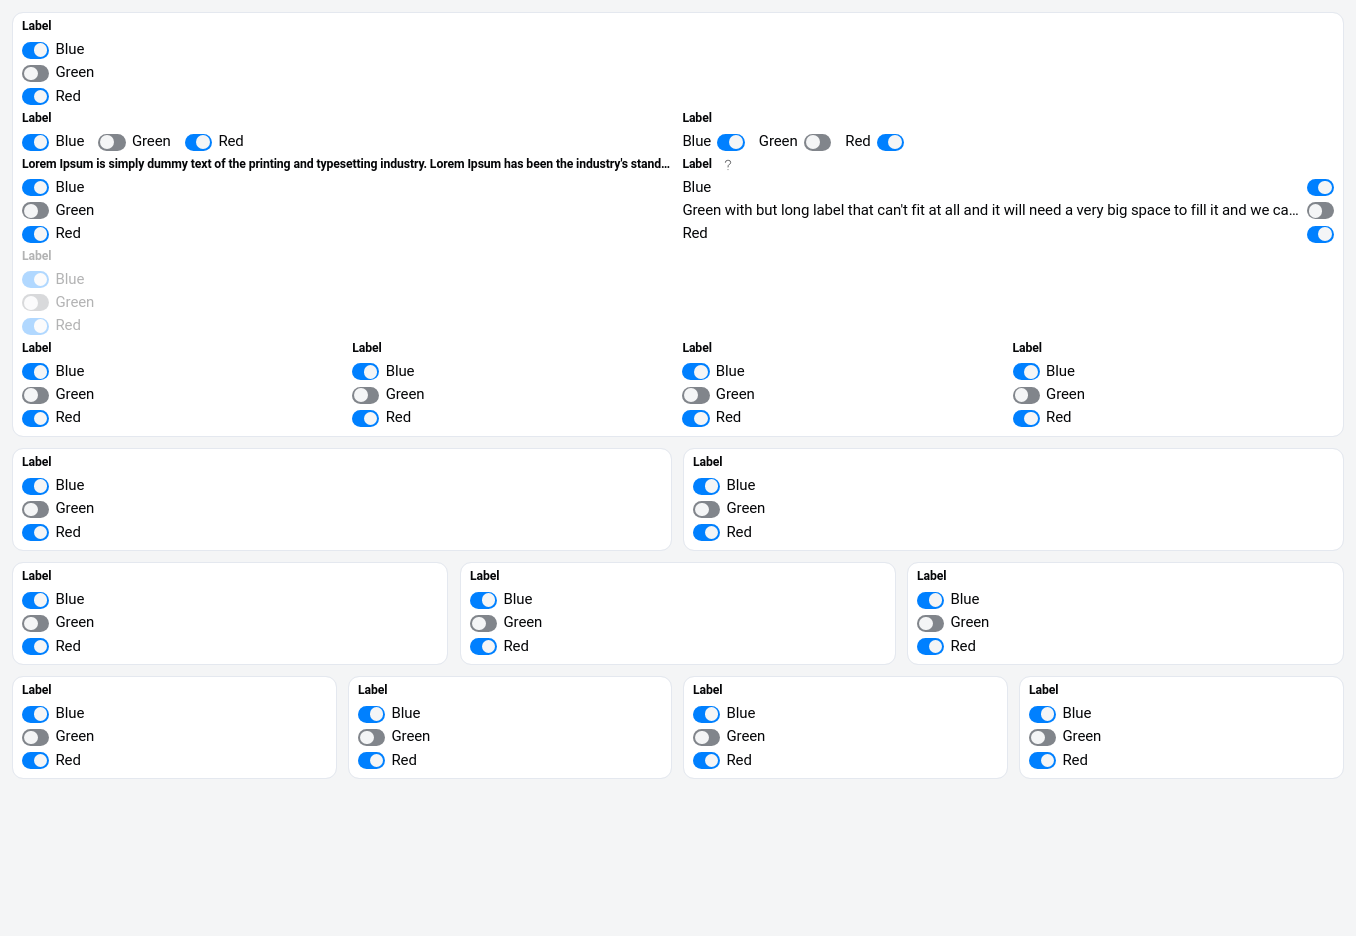 Label
Blue
Green
Red
Label
Blue Green Red
Label
Blue Green Red
Lorem Ipsum is simply dummy text of the printing and typesetting industry. Lorem Ipsum has been the industry's stand...
Blue
Green
Red
Label ?
Blue
Green with but long label that can't fit at all and it will need a very big space to fill it and we ca...
Red
Label
Blue
Green
Red
Label
Blue
Green
Red
Label
Blue
Green
Red
Label
Blue
Green
Red
Label
Blue
Green
Red
Label
Blue
Green
Red
Label
Blue
Green
Red
Label
Blue
Green
Red
Label
Blue
Green
Red
Label
Blue
Green
Red
Label
Blue
Green
Red
Label
Blue
Green
Red
Label
Blue
Green
Red
Label
Blue
Green
Red